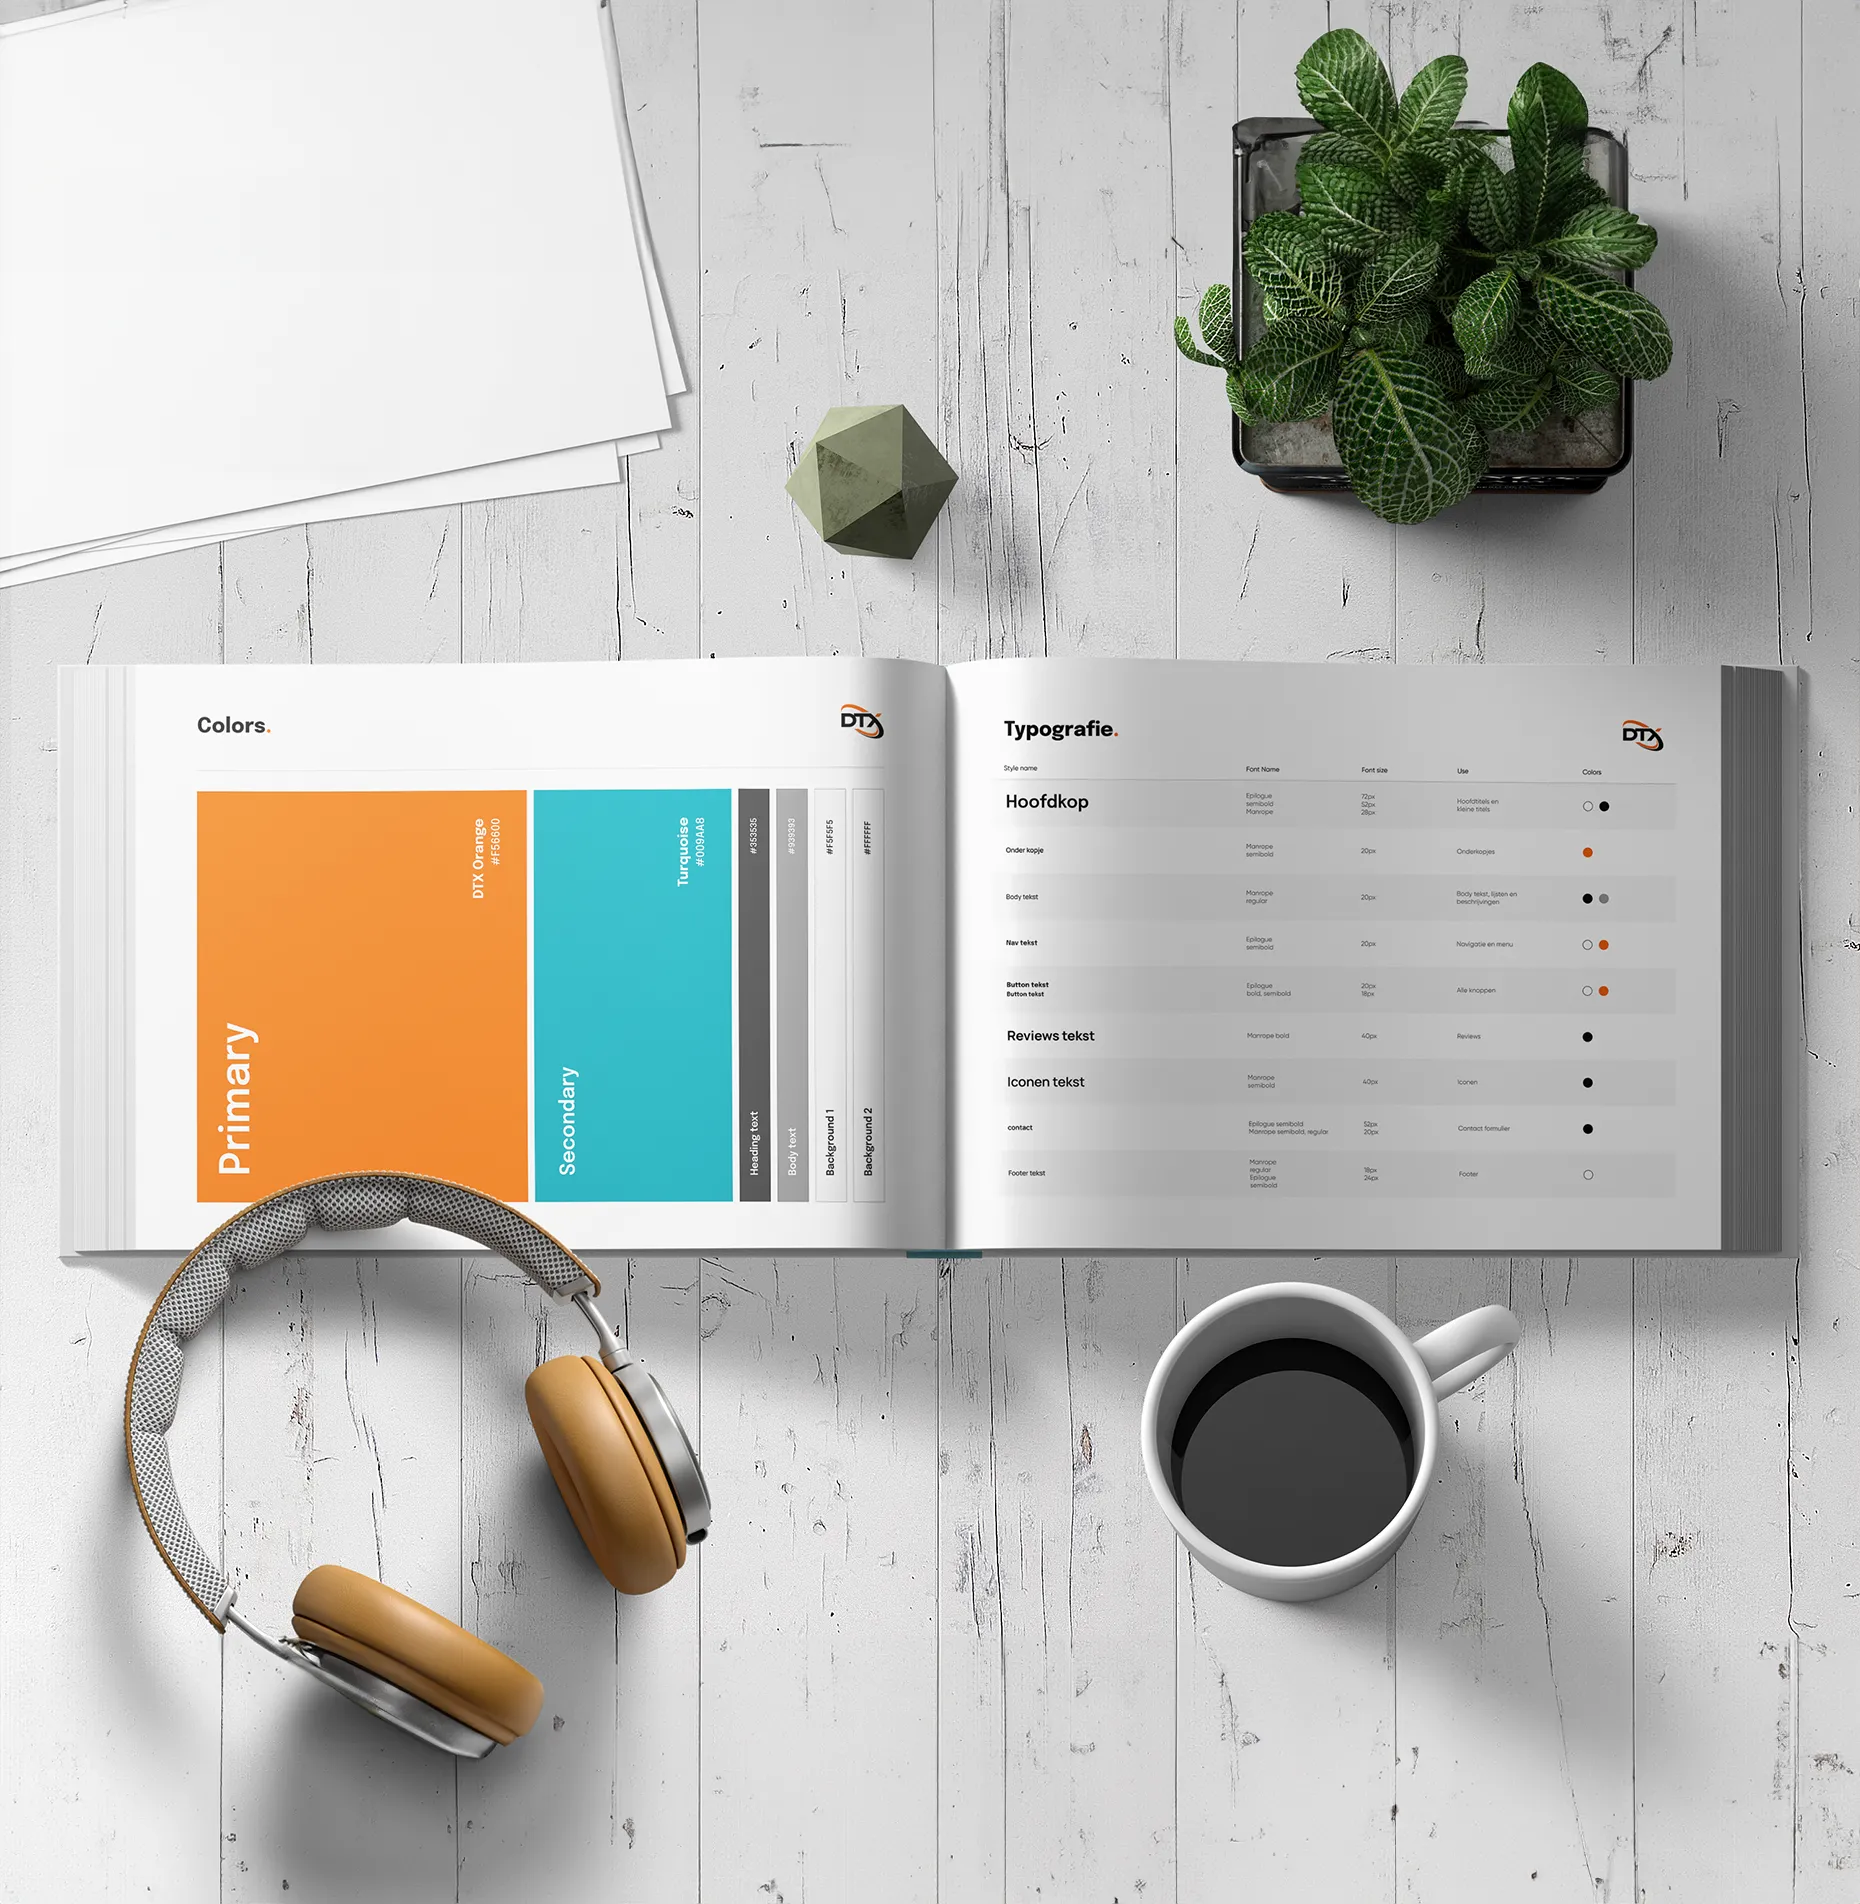 Colors.
DTX
Primary
DTX Orange
#F56600
Secondary
Turquoise
#009AA8
Heading text
#353535
Body text
#939393
Background 1
#F5F5F5
Background 2
#FFFFFF
Typografie.
DTX
Style name Font Name Font size Use Colors
Hoofdkop
Epilogue
semibold
Manrope
72px
52px
28px
Hoofdtitels en
kleine titels
Onder kopje
Manrope
semibold
20px
Onderkopjes
Body tekst
Manrope
regular
20px
Body tekst, lijsten en
beschrijvingen
Nav tekst
Epilogue
semibold
20px
Navigatie en menu
Button tekst
Button tekst
Epilogue
bold, semibold
20px
18px
Alle knoppen
Reviews tekst
Manrope bold
40px
Reviews
Iconen tekst
Manrope
semibold
40px
Iconen
contact
Epilogue semibold
Manrope semibold, regular
52px
20px
Contact formulier
Footer tekst
Manrope
regular
Epilogue
semibold
18px
24px
Footer